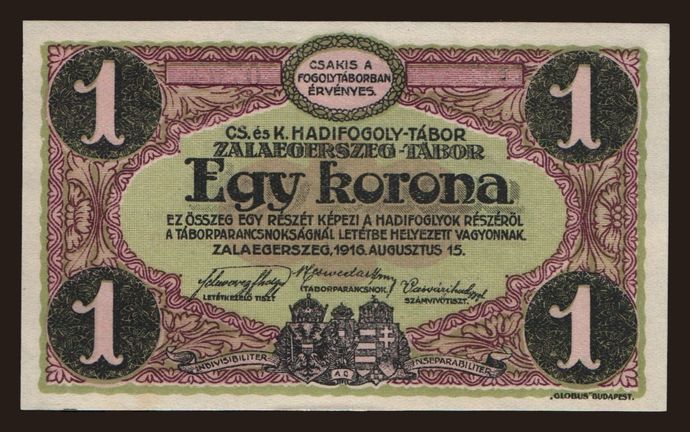 CSAKIS A
FOGOLYTÁBORBAN
ÉRVÉNYES.
1 1
CS. és K. HADIFOGOLY-TÁBOR
ZALAEGERSZEG-TÁBOR
Egy korona
EZ ÖSSZEG EGY RÉSZÉT KÉPEZI A HADIFOGLYOK RÉSZÉRŐL
A TÁBORPARANCSNOKSÁGNÁL LETÉTBE HELYEZETT VAGYONNAK.
ZALAEGERSZEG, 1916. AUGUSZTUS 15.
LETÉTKEZELŐ TISZT (TÁBORPARANCSNOK) SZÁMVIVŐTISZT.
1 1
INDIVISIBILITER AC INSEPARABILITER
„GLOBUS" BUDAPEST.